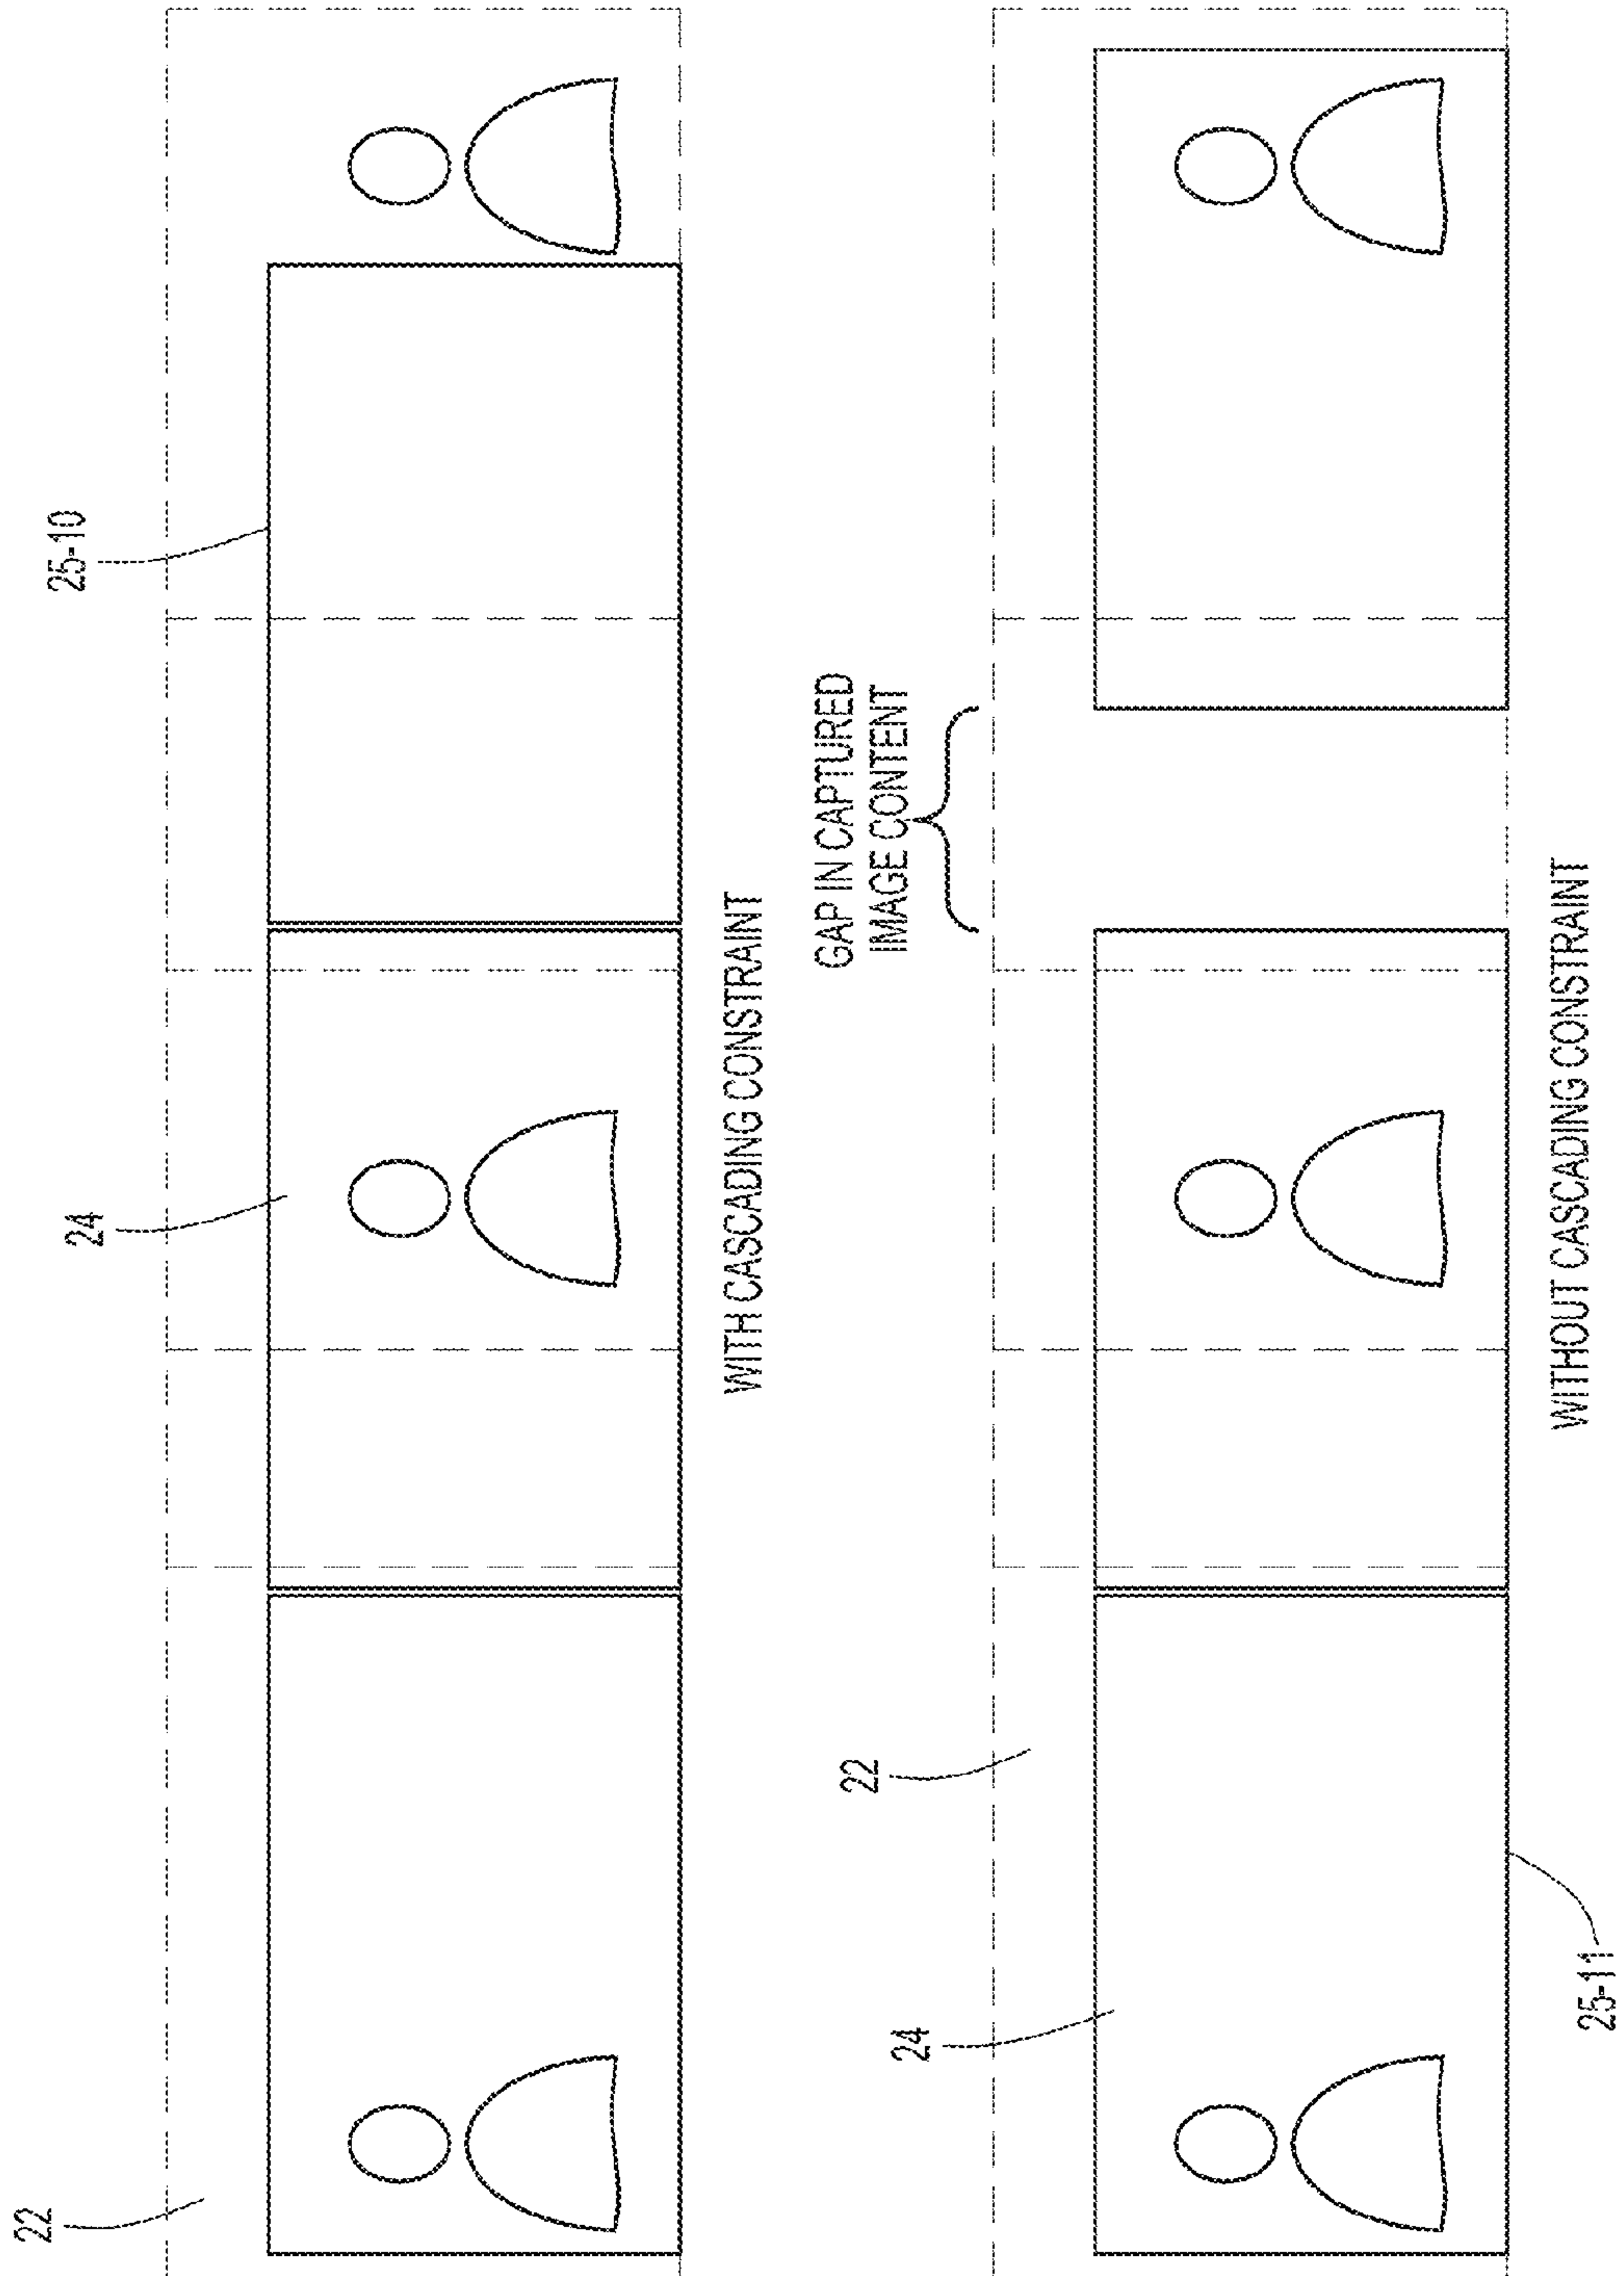 22
24
25-10
WITH CASCADING CONSTRAINT
24
22
GAP IN CAPTURED
IMAGE CONTENT
25-11
WITHOUT CASCADING CONSTRAINT